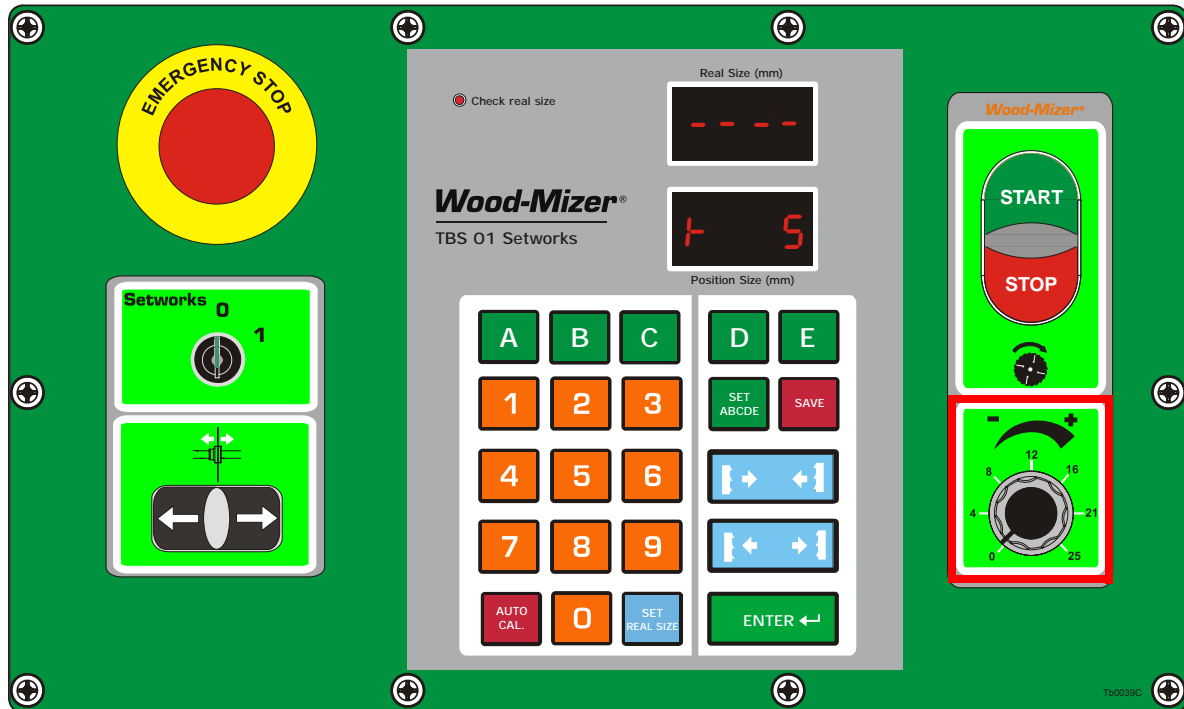 EMERGENCY STOP
Setworks
0
1
Check real size
Wood-Mizer®
TBS 01 Setworks
Real Size (mm)
- - - -
⊦ 5
Position Size (mm)
A B C D E
1 2 3
SET
ABCDE
SAVE
4 5 6
7 8 9
AUTO
CAL.
0
SET
REAL SIZE
ENTER
Wood-Mizer®
START
STOP
- +
12
8 16
4 21
0 25
Tb0039C